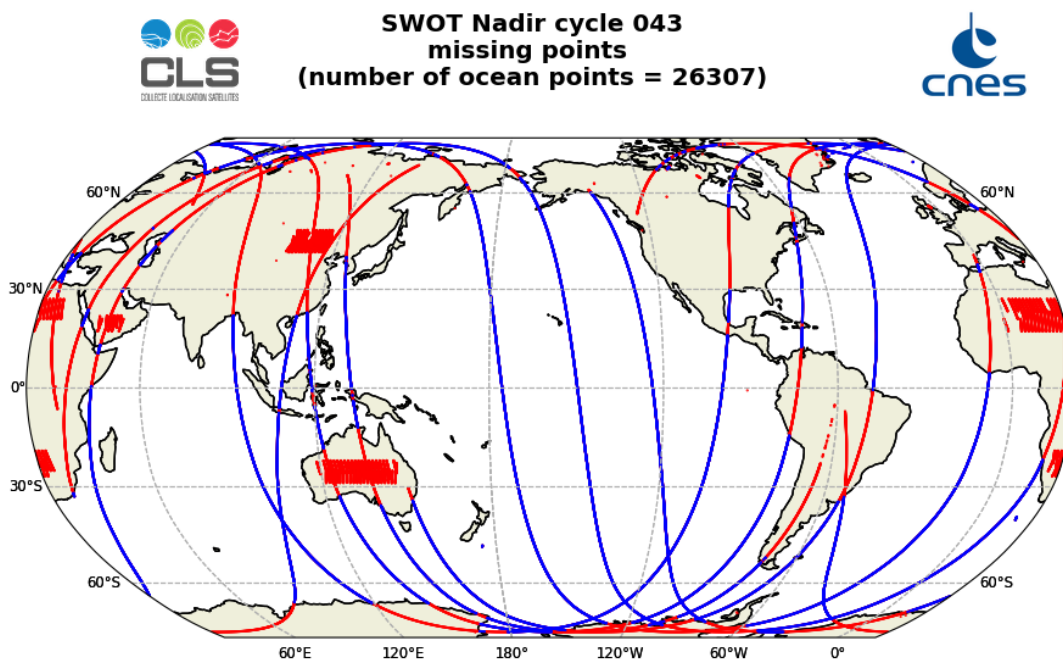 SWOT Nadir cycle 043
missing points
(number of ocean points = 26307)
CLS
COLLECTE LOCALISATION SATELLITES
cnes
60°N 60°N
30°N 30°N
0° 0°
30°S 30°S
60°S 60°S
60°E 120°E 180° 120°W 60°W 0°